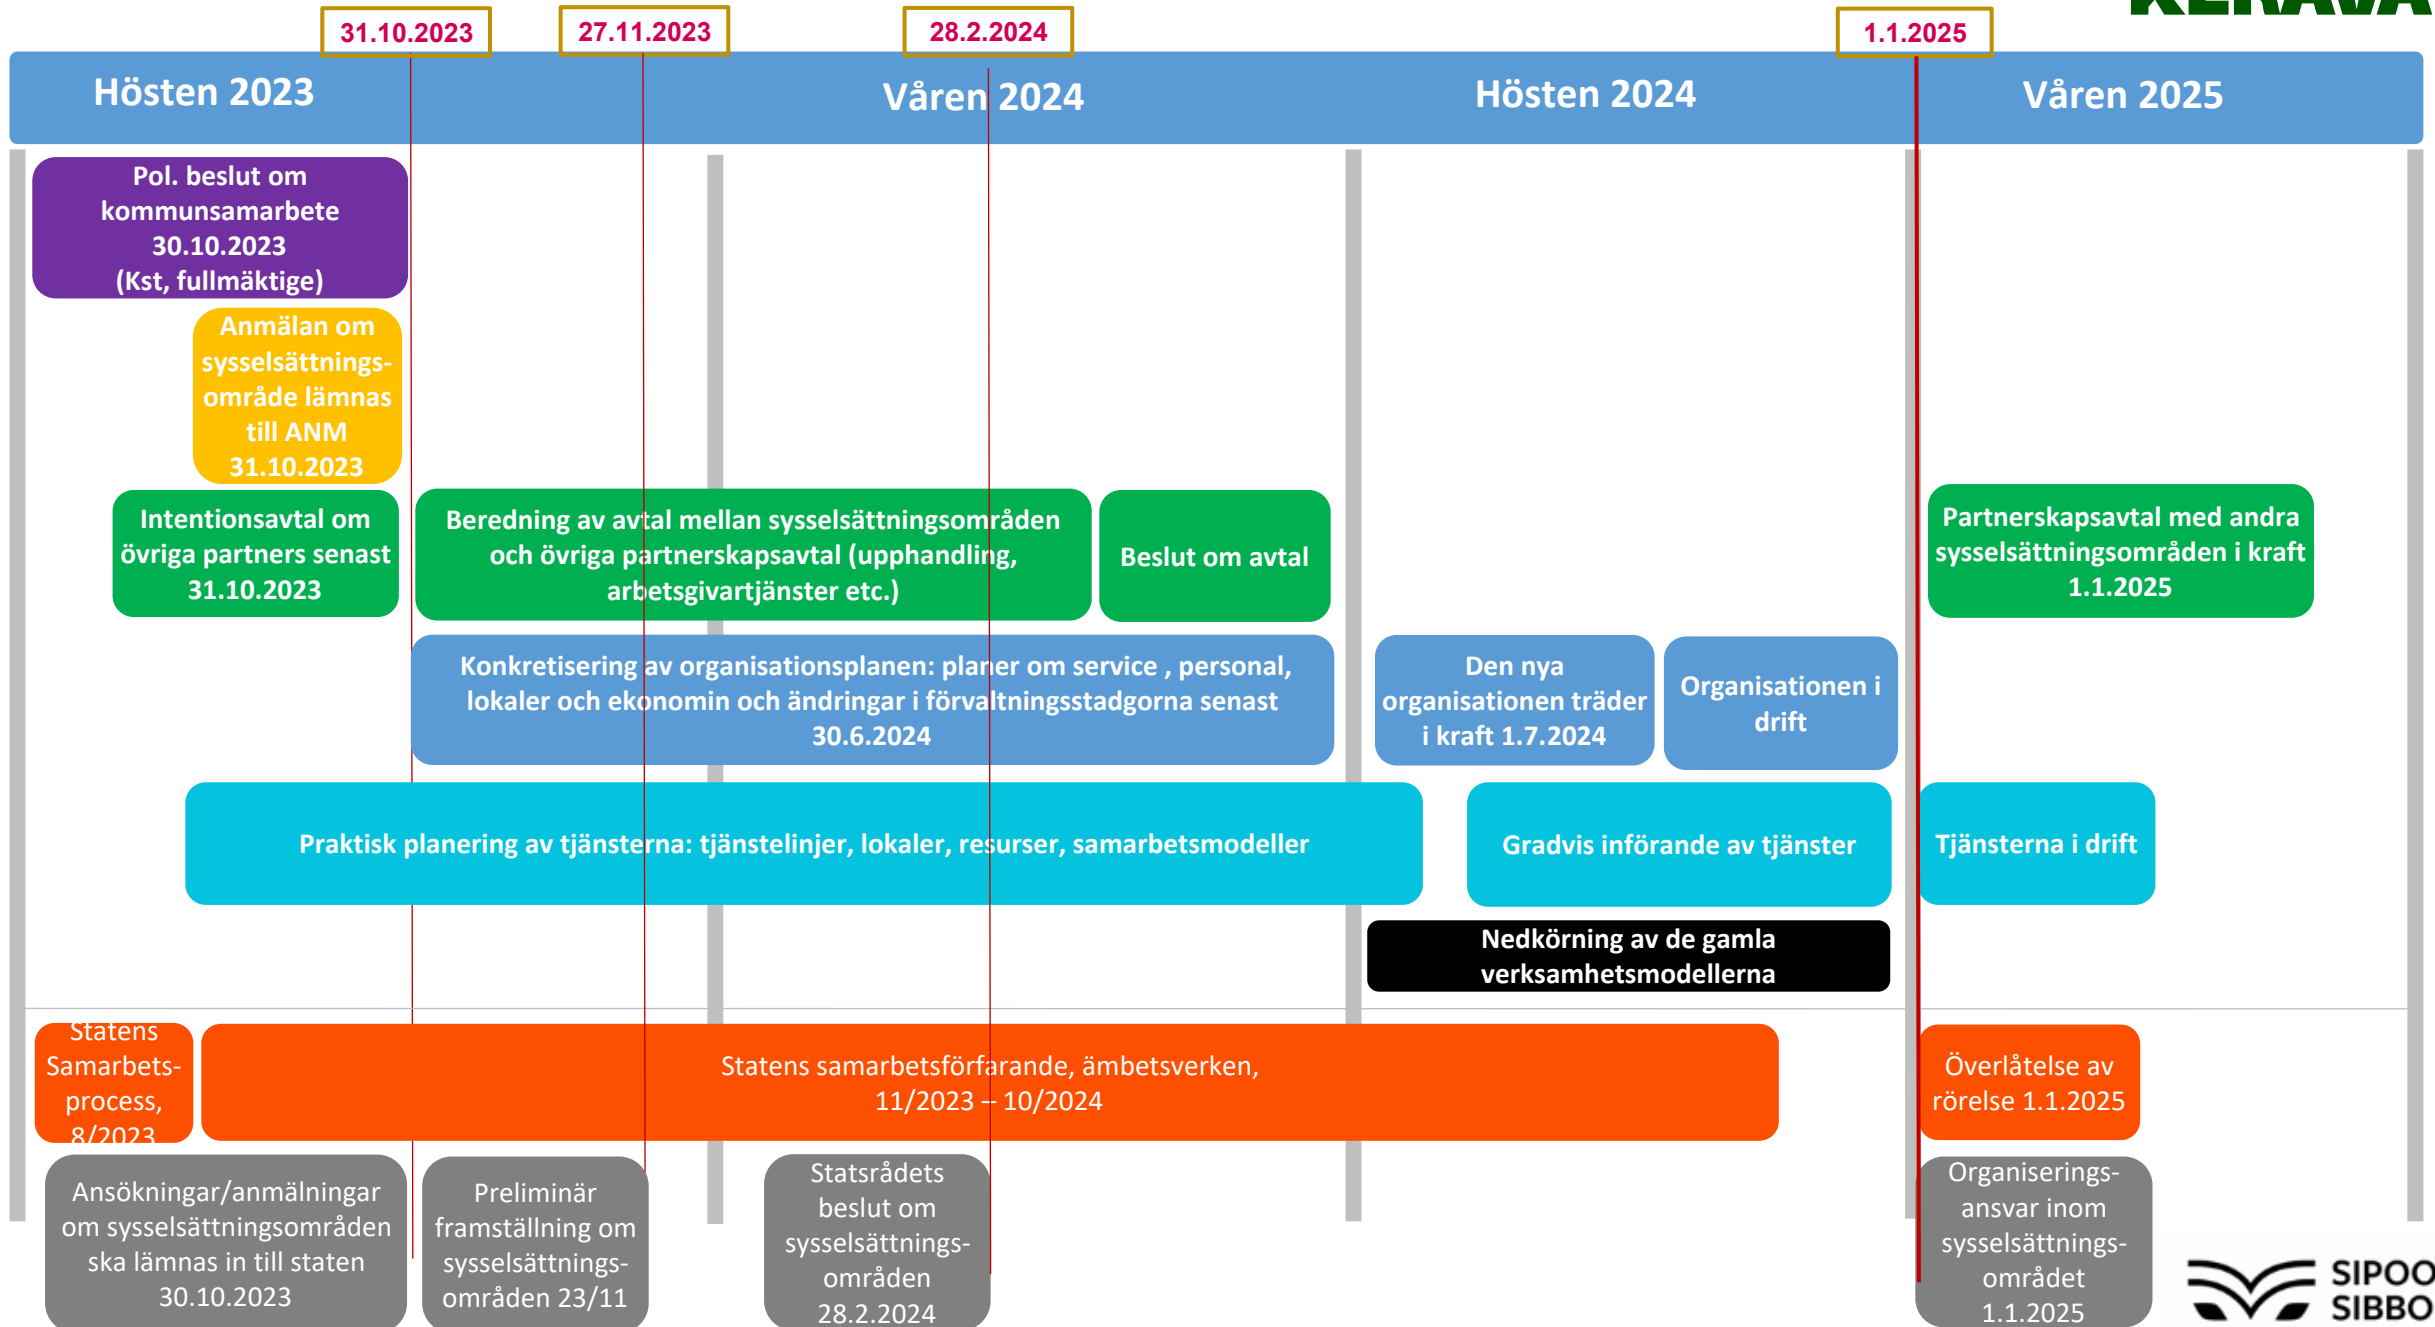 KERAVA
31.10.2023
27.11.2023
28.2.2024
1.1.2025
Hösten 2023
Våren 2024
Hösten 2024
Våren 2025
Pol. beslut om
kommunsamarbete
30.10.2023
(Kst, fullmäktige)
Anmälan om
sysselsättnings-
område lämnas
till ANM
31.10.2023
Intentionsavtal om
övriga partners senast
31.10.2023
Beredning av avtal mellan sysselsättningsområden
och övriga partnerskapsavtal (upphandling,
arbetsgivartjänster etc.)
Beslut om avtal
Partnerskapsavtal med andra
sysselsättningsområden i kraft
1.1.2025
Konkretisering av organisationsplanen: planer om service , personal,
lokaler och ekonomin och ändringar i förvaltningsstadgorna senast
30.6.2024
Den nya
organisationen träder
i kraft 1.7.2024
Organisationen i
drift
Praktisk planering av tjänsterna: tjänstelinjer, lokaler, resurser, samarbetsmodeller
Gradvis införande av tjänster
Tjänsterna i drift
Nedkörning av de gamla
verksamhetsmodellerna
Statens
Samarbets-
process,
8/2023
Statens samarbetsförfarande, ämbetsverken,
11/2023 – 10/2024
Överlåtelse av
rörelse 1.1.2025
Ansökningar/anmälningar
om sysselsättningsområden
ska lämnas in till staten
30.10.2023
Preliminär
framställning om
sysselsättnings-
områden 23/11
Statsrådets
beslut om
sysselsättnings-
områden
28.2.2024
Organiserings-
ansvar inom
sysselsättnings-
området
1.1.2025
SIPOO
SIBBO